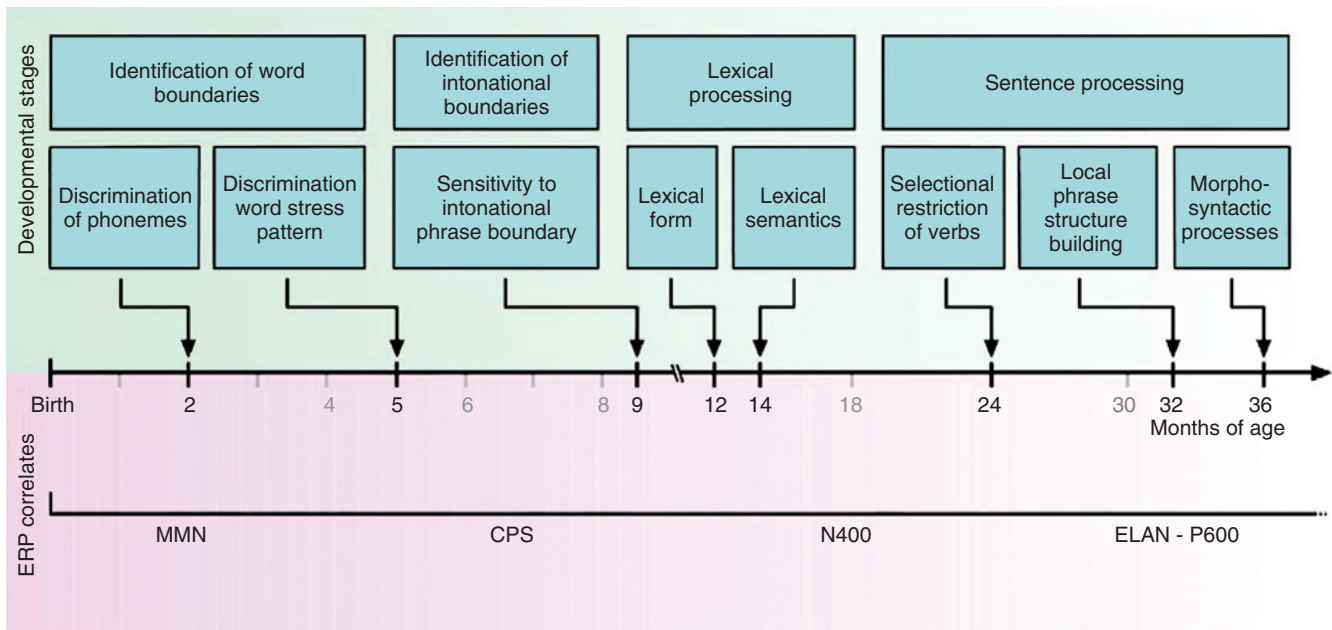 Developmental stages
Identification of word
boundaries
Identification of
intonational
boundaries
Lexical
processing
Sentence processing
Discrimination
of phonemes
Discrimination
word stress
pattern
Sensitivity to
intonational
phrase boundary
Lexical
form
Lexical
semantics
Selectional
restriction
of verbs
Local
phrase
structure
building
Morpho-
syntactic
processes
Birth 2 4 5 6 8 9 12 14 18 24 30 32 36
Months of age
ERP correlates
MMN CPS N400 ELAN - P600